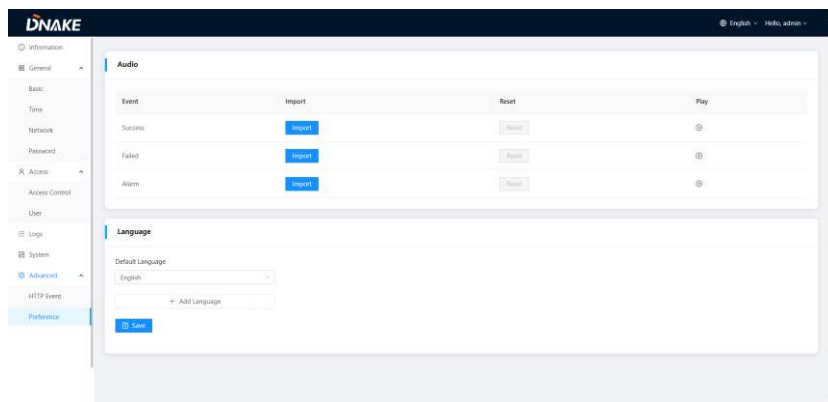 DNAKE
English
Hello, admin
Information
General
Basic
Time
Network
Password
Access
Access Control
User
Logs
System
Advanced
HTTP Event
Preference
Audio
Event Import Reset Play
Success Import Reset
Failed Import Reset
Alarm Import Reset
Language
Default Language
English
+ Add Language
Save